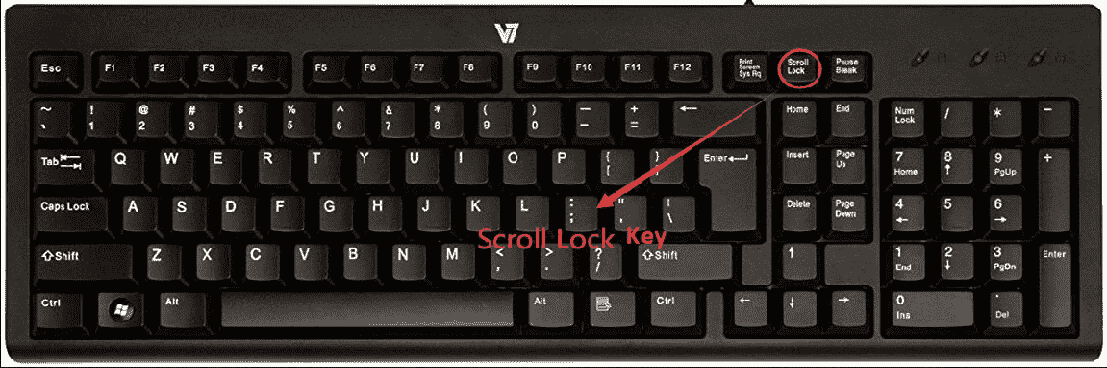 V7
Esc F1 F2 F3 F4 F5 F6 F7 F8 F9 F10 F11 F12 Print Screen Sys Rq Scroll Lock Pause Break
~ ! @ # $ % ^ & * ( ) — + ← Home End Num Lock / * -
` 1 2 3 4 5 6 7 8 9 0 - =
Tab Q W E R T Y U I O P { } Enter Insert Page Up 7 8 9 +
[ ] Home ↑ PgUp
Caps Lock A S D F G H J K L : " | Delete Page Down 4 5 6
; , \ ← →
Scroll Lock Key
⇧Shift Z X C V B N M < > ? ⇧Shift 1 2 3 Enter
, . / End ↓ PgDn
Ctrl Alt Alt Ctrl ← ↓ → 0 .
Ins Del